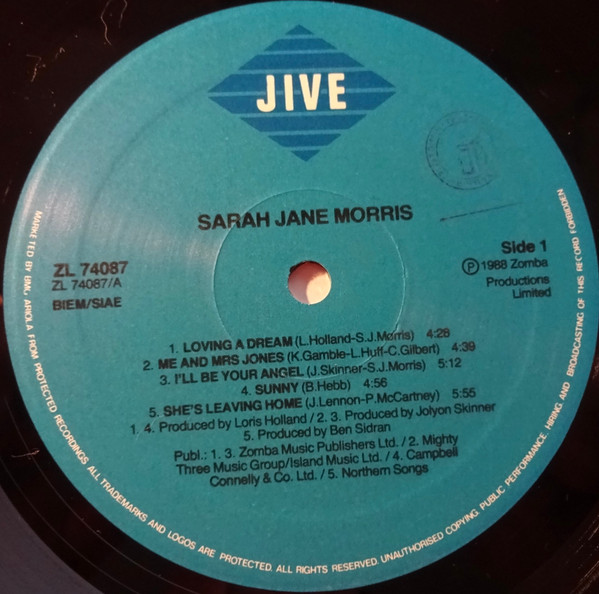 JIVE
SARAH JANE MORRIS
ZL 74087
ZL 74087/A
BIEM/SIAE
Side 1
Ⓟ 1988 Zomba
Productions
Limited
1. LOVING A DREAM (L.Holland-S.J.Morris) 4:28
2. ME AND MRS JONES (K.Gamble-L.Huff-C.Gilbert) 4:39
3. I'LL BE YOUR ANGEL (J.Skinner-S.J.Morris) 5:12
4. SUNNY (B.Hebb) 4:56
5. SHE'S LEAVING HOME (J.Lennon-P.McCartney) 5:55
1. 4. Produced by Loris Holland / 2. 3. Produced by Jolyon Skinner
5. Produced by Ben Sidran
Publ.: 1. 3. Zomba Music Publishers Ltd. / 2. Mighty
Three Music Group/Island Music Ltd. / 4. Campbell
Connelly & Co. Ltd. / 5. Northern Songs
MARKETED BY BMG ARIOLA FROM PROTECTED RECORDINGS. ALL TRADEMARKS AND LOGOS ARE PROTECTED. ALL RIGHTS RESERVED. UNAUTHORISED COPYING, PUBLIC PERFORMANCE, HIRING AND BROADCASTING OF THIS RECORD FORBIDDEN